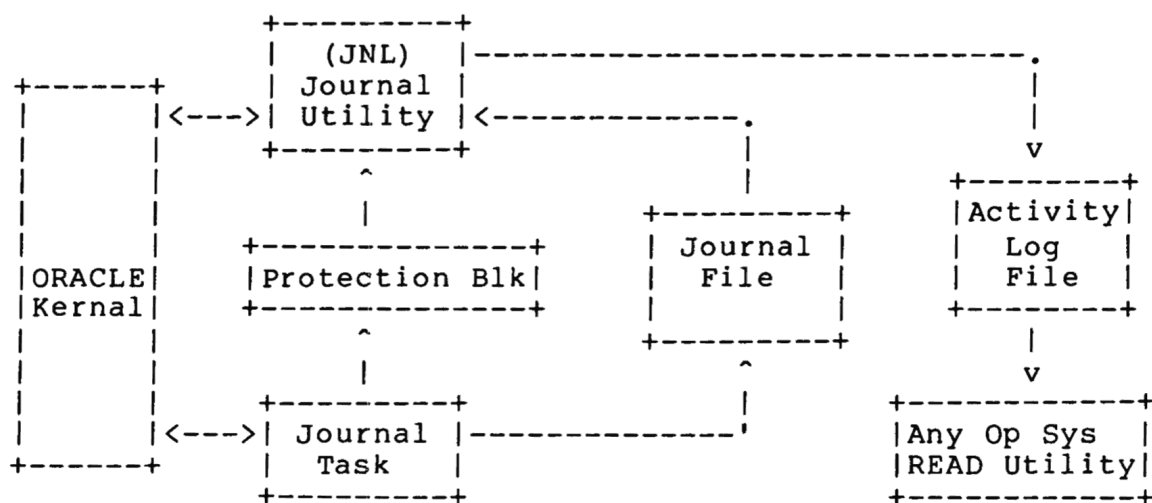 (JNL)
Journal
Utility
Activity
Log
File
Journal
File
Protection Blk
ORACLE
Kernal
Journal
Task
Any Op Sys
READ Utility